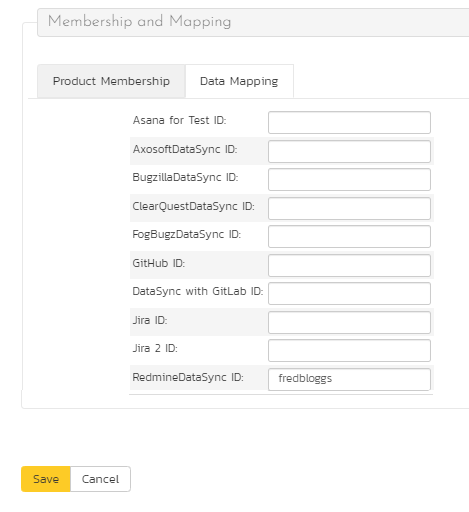 Membership and Mapping
Product Membership Data Mapping
Asana for Test ID:
AxosoftDataSync ID:
BugzillaDataSync ID:
ClearQuestDataSync ID:
FogBugzDataSync ID:
GitHub ID:
DataSync with GitLab ID:
Jira ID:
Jira 2 ID:
RedmineDataSync ID: fredbloggs
Save Cancel